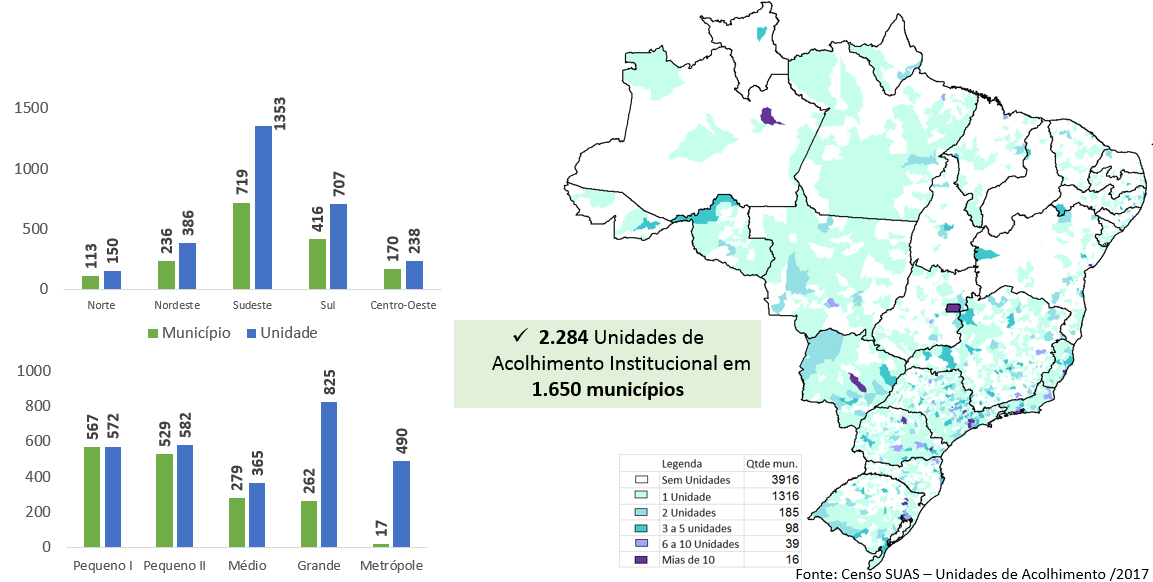 1500
1000
500
0
113
150
236
386
719
1353
416
707
170
238
Norte
Nordeste
Sudeste
Sul
Centro-Oeste
Município
Unidade
1000
800
600
400
200
0
567
572
529
582
279
365
262
825
17
490
Pequeno I
Pequeno II
Médio
Grande
Metrópole
✓ 2.284 Unidades de
Acolhimento Institucional em
1.650 municípios
Legenda Qtde mun.
Sem Unidades 3916
1 Unidade 1316
2 Unidades 185
3 a 5 unidades 98
6 a 10 Unidades 39
Mias de 10 16
Fonte: Censo SUAS – Unidades de Acolhimento /2017